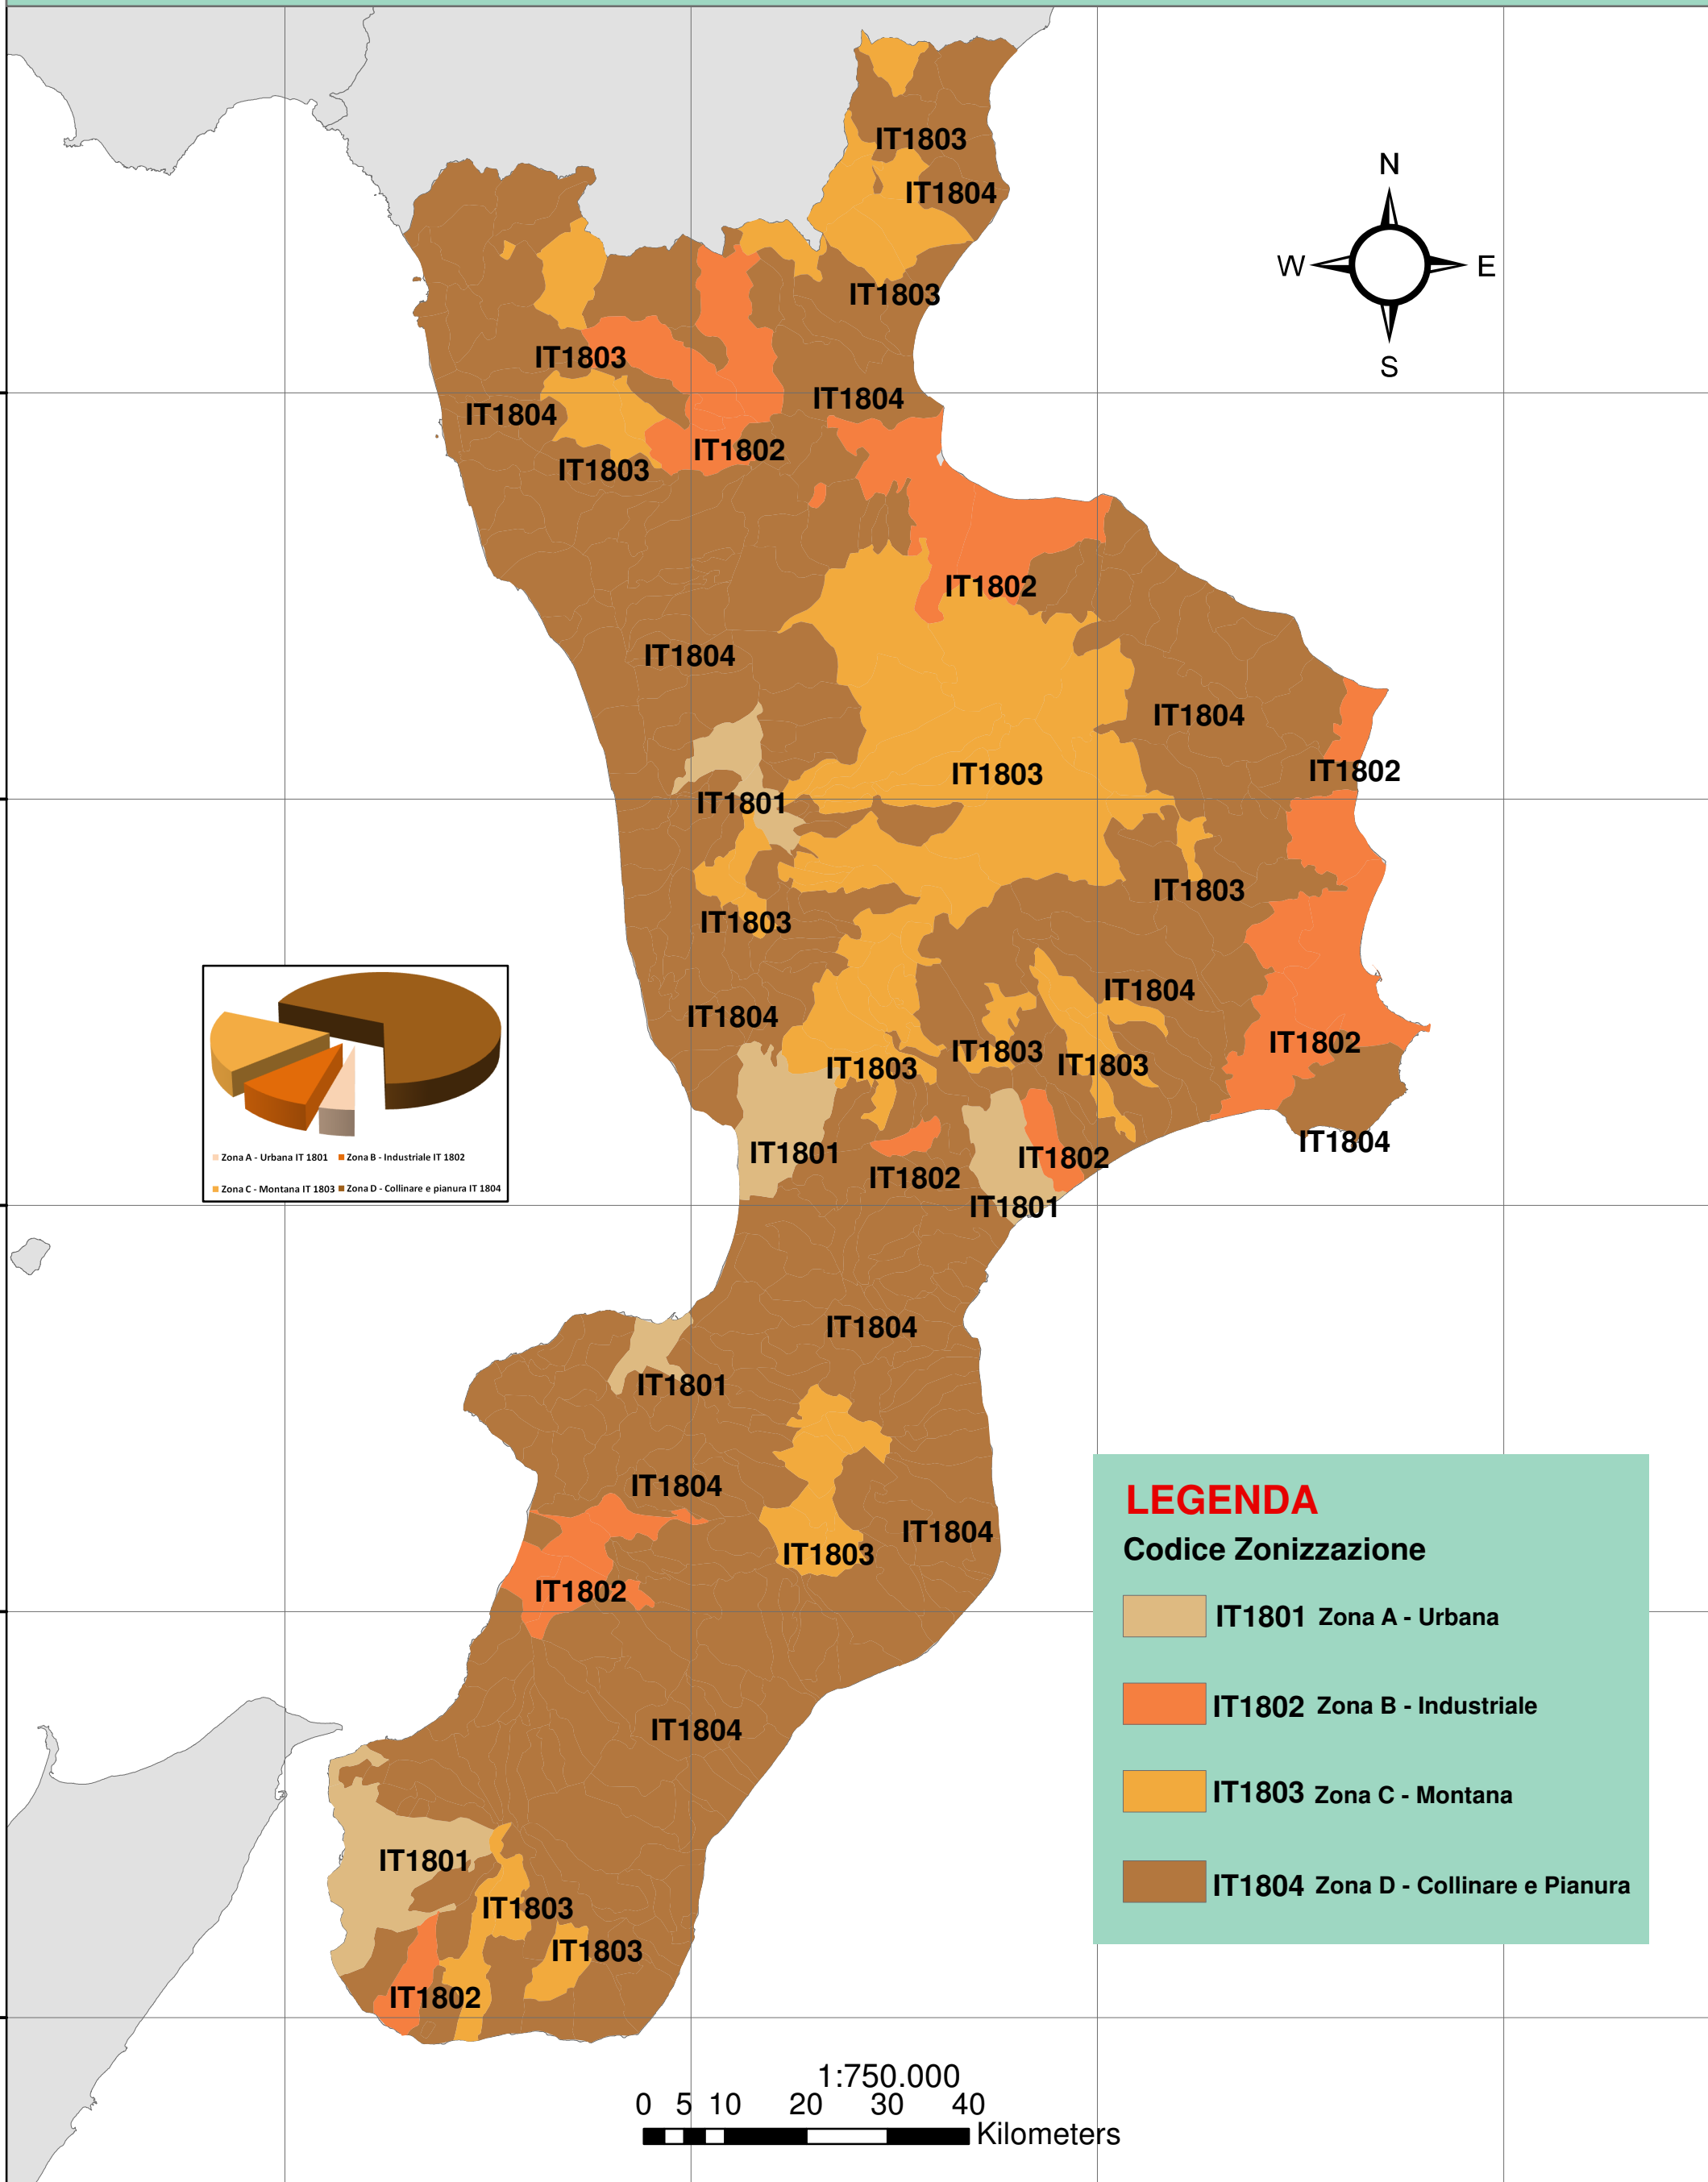 IT1803
N
IT1804
W
E
IT1803
IT1803
S
IT1804
IT1804
IT1802
IT1803
IT1802
IT1804
IT1804
IT1802
IT1803
IT1801
IT1803
IT1803
IT1804
IT1804
IT1802
IT1803
IT1803
IT1803
IT1804
IT1801
IT1802
IT1802
Zona A - Urbana IT 1801
Zona B - Industriale IT 1802
Zona C - Montana IT 1803
Zona D - Collinare e pianura IT 1804
IT1801
IT1804
IT1801
IT1804
IT1804
IT1803
IT1802
LEGENDA
Codice Zonizzazione
IT1801 Zona A - Urbana
IT1802 Zona B - Industriale
IT1803 Zona C - Montana
IT1804 Zona D - Collinare e Pianura
IT1804
IT1801
IT1803
IT1803
IT1802
1:750.000
0 5 10 20 30 40
Kilometers